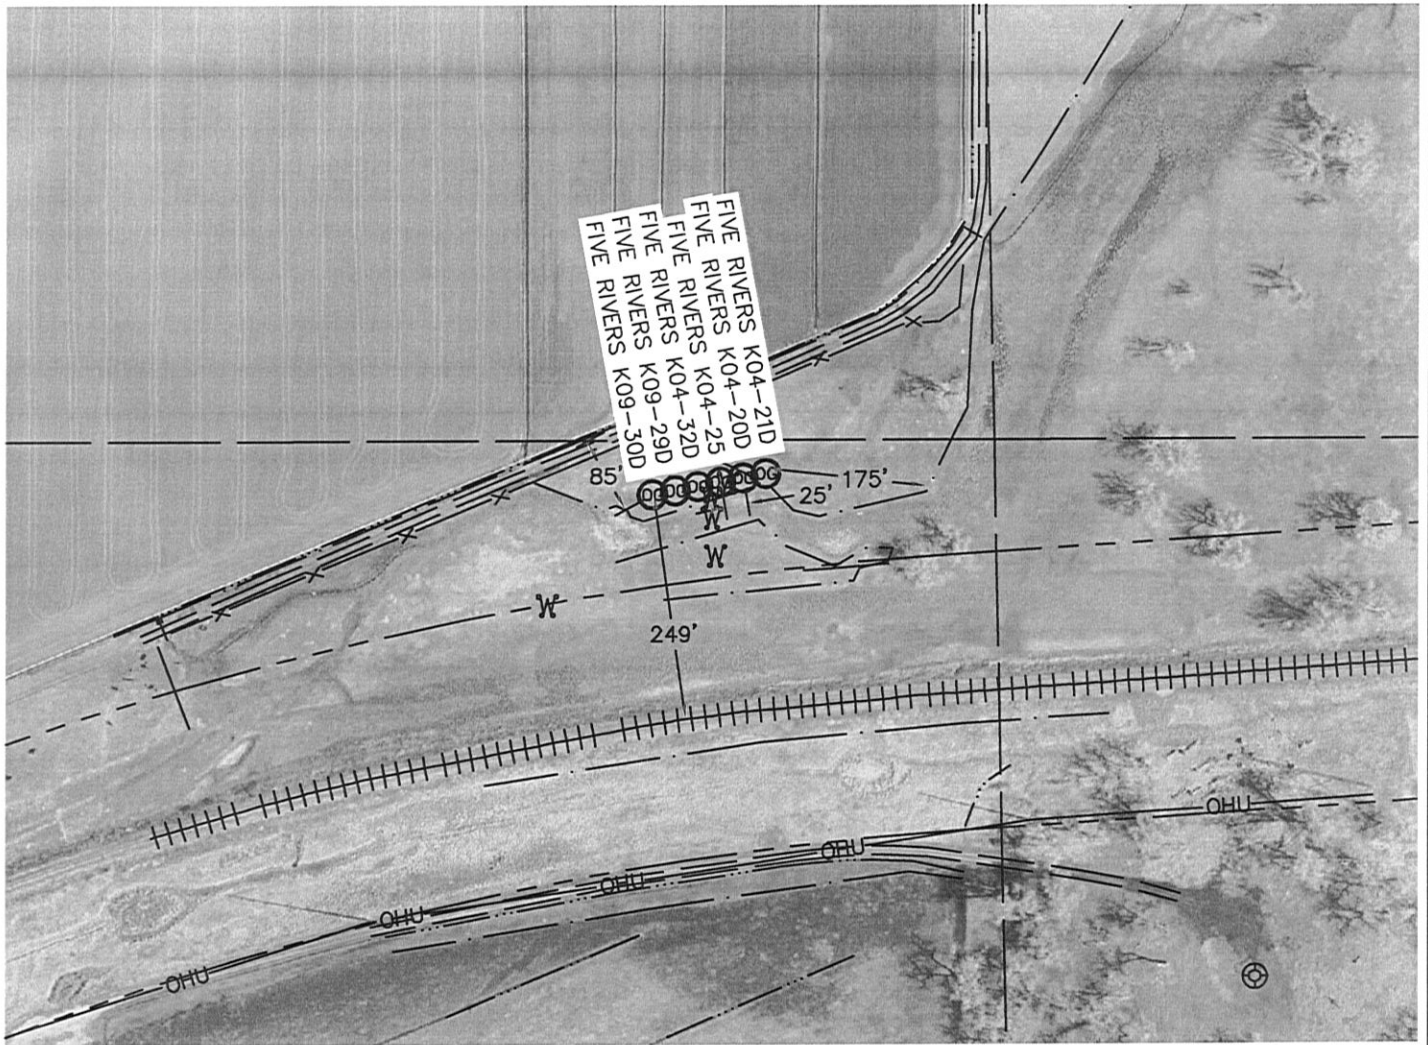 FIVE RIVERS K04-21D
FIVE RIVERS K04-20D
FIVE RIVERS K04-25
FIVE RIVERS K04-32D
FIVE RIVERS K09-29D
FIVE RIVERS K09-30D
85'
175'
25'
W
W
W
249'
OHU
OHU
OHU
OHU
OHU